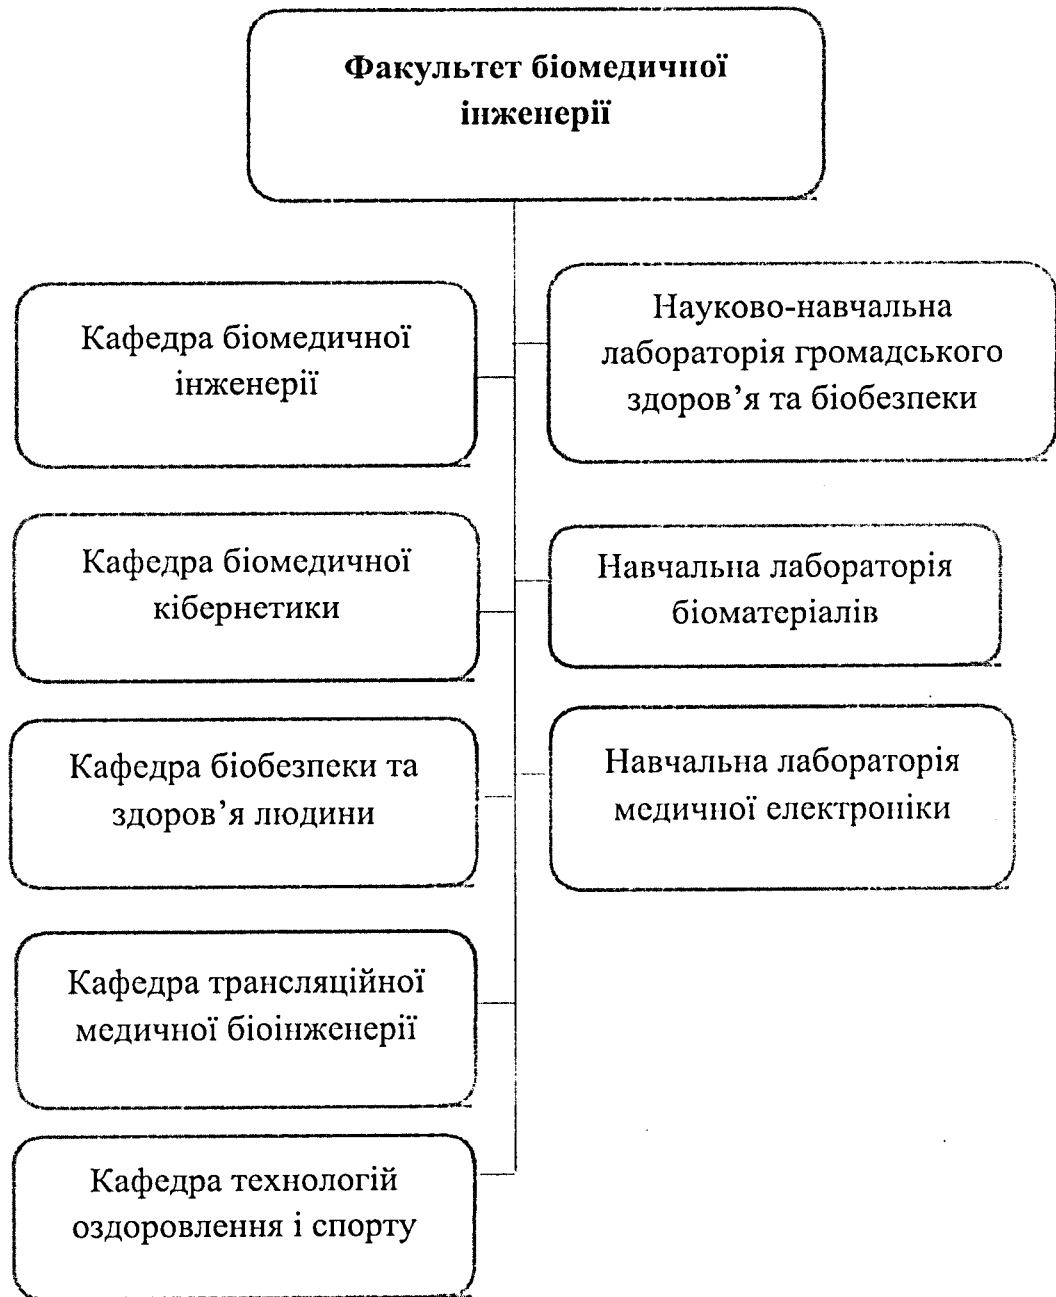 Факультет біомедичної
інженерії
Кафедра біомедичної
інженерії
Науково-навчальна
лабораторія громадського
здоров’я та біобезпеки
Кафедра біомедичної
кібернетики
Навчальна лабораторія
біоматеріалів
Кафедра біобезпеки та
здоров’я людини
Навчальна лабораторія
медичної електроніки
Кафедра трансляційної
медичної біоінженерії
Кафедра технологій
оздоровлення і спорту